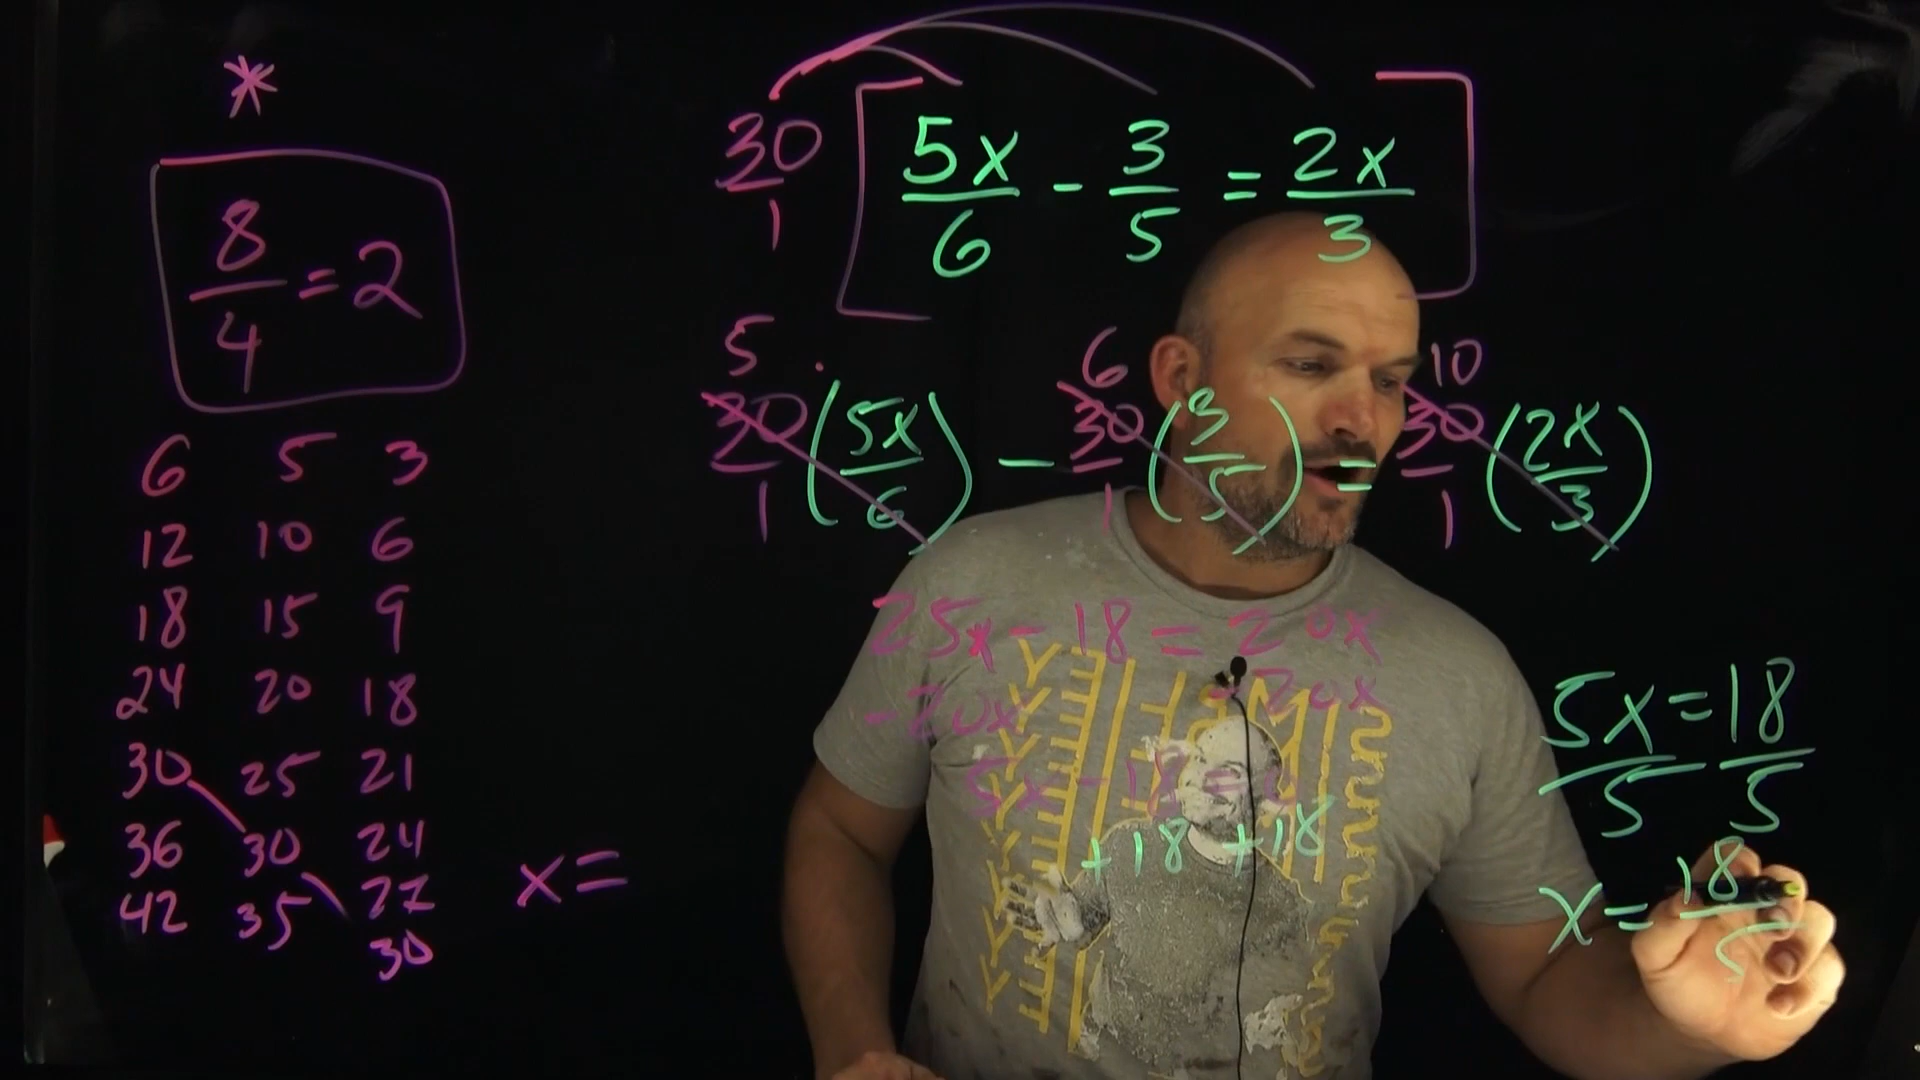 *
8/4 = 2
6 5 3
12 10 6
18 15 9
24 20 18
30 25 21
36 30 24
42 35 27
30
x =
30/1 [ 5x/6 - 3/5 = 2x/3 ]
5 6 10
30/1 (5x/6) - 30/1 (3/5) = 30/1 (2x/3)
25x - 18 = 20x
-20x -20x
5x - 18 = 0
+18 +18
5x = 18
5 5
x = 18/5